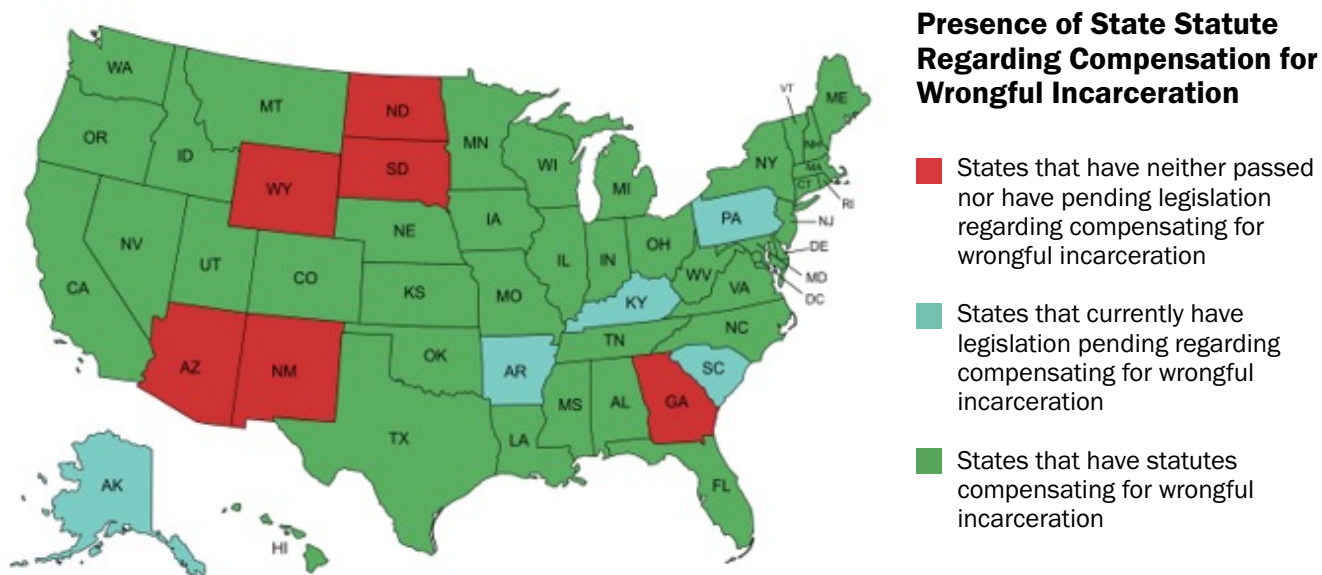 WA
OR
CA
ID
NV
MT
WY
UT
AZ
CO
NM
ND
SD
NE
KS
OK
TX
MN
IA
MO
AR
LA
WI
IL
MS
MI
IN
KY
TN
AL
OH
WV
VA
NC
SC
GA
FL
PA
NY
VT
NH
MA
CT
RI
ME
NJ
DE
MD
DC
AK
HI
Presence of State Statute
Regarding Compensation for
Wrongful Incarceration
States that have neither passed
nor have pending legislation
regarding compensating for
wrongful incarceration
States that currently have
legislation pending regarding
compensating for wrongful
incarceration
States that have statutes
compensating for wrongful
incarceration